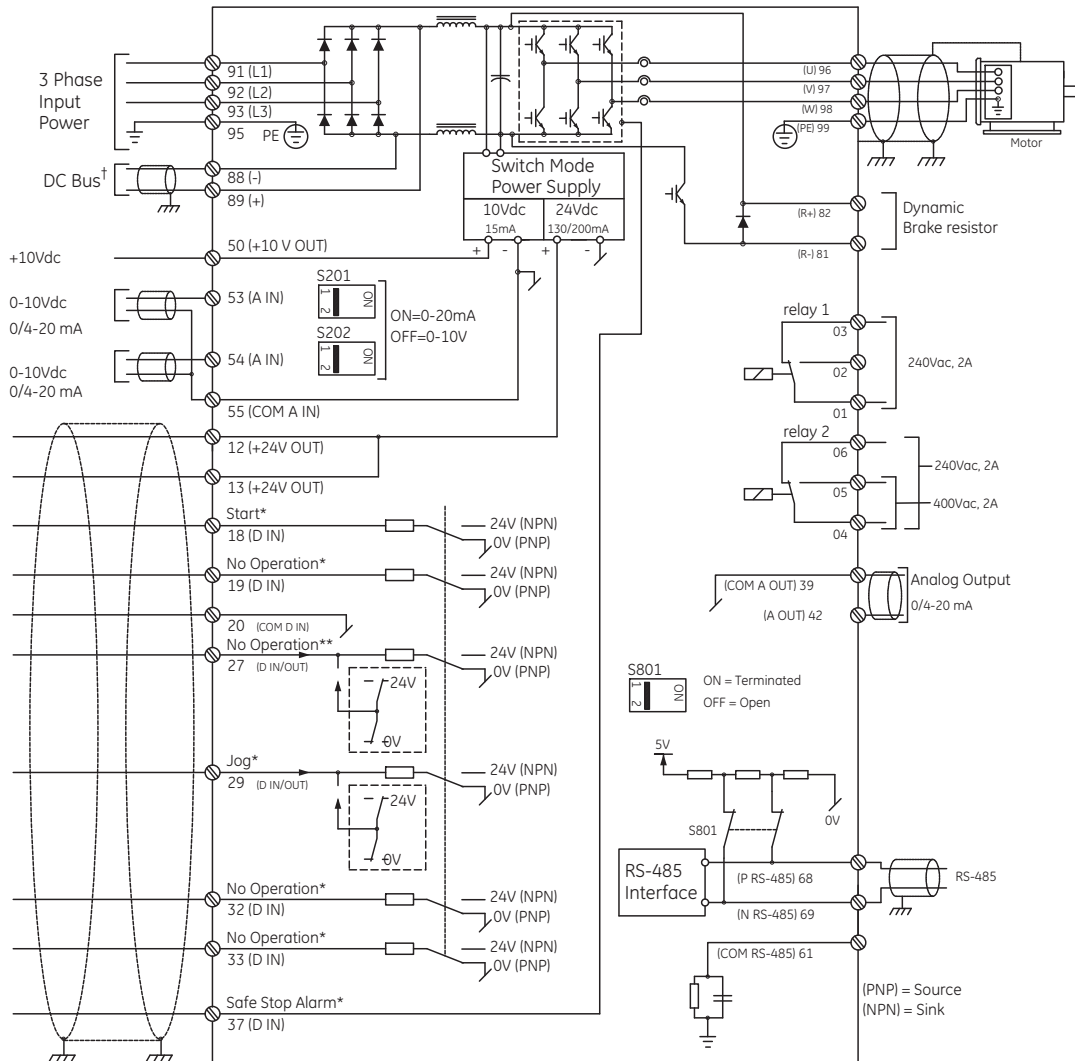 3 Phase
Input
Power
91 (L1)
92 (L2)
93 (L3)
95 PE
DC Bus†
88 (-)
89 (+)
Switch Mode
Power Supply
10Vdc
15mA
24Vdc
130/200mA
+ - + -
(U) 96
(V) 97
(W) 98
(PE) 99
Motor
(R+) 82
(R-) 81
Dynamic
Brake resistor
+10Vdc
50 (+10 V OUT)
0-10Vdc
0/4-20 mA
53 (A IN)
S201
1 2 ON
ON=0-20mA
OFF=0-10V
S202
1 2 ON
0-10Vdc
0/4-20 mA
54 (A IN)
55 (COM A IN)
12 (+24V OUT)
13 (+24V OUT)
relay 1
03
02
01
240Vac, 2A
relay 2
06
05
04
240Vac, 2A
400Vac, 2A
Start*
18 (D IN)
24V (NPN)
0V (PNP)
No Operation*
19 (D IN)
24V (NPN)
0V (PNP)
20 (COM D IN)
No Operation**
27 (D IN/OUT)
24V (NPN)
0V (PNP)
24V
0V
Jog*
29 (D IN/OUT)
24V (NPN)
0V (PNP)
24V
0V
No Operation*
32 (D IN)
24V (NPN)
0V (PNP)
No Operation*
33 (D IN)
24V (NPN)
0V (PNP)
Safe Stop Alarm*
37 (D IN)
(COM A OUT) 39
(A OUT) 42
Analog Output
0/4-20 mA
S801
1 2 ON
ON = Terminated
OFF = Open
5V
0V
S801
RS-485
Interface
(P RS-485) 68
(N RS-485) 69
RS-485
(COM RS-485) 61
(PNP) = Source
(NPN) = Sink